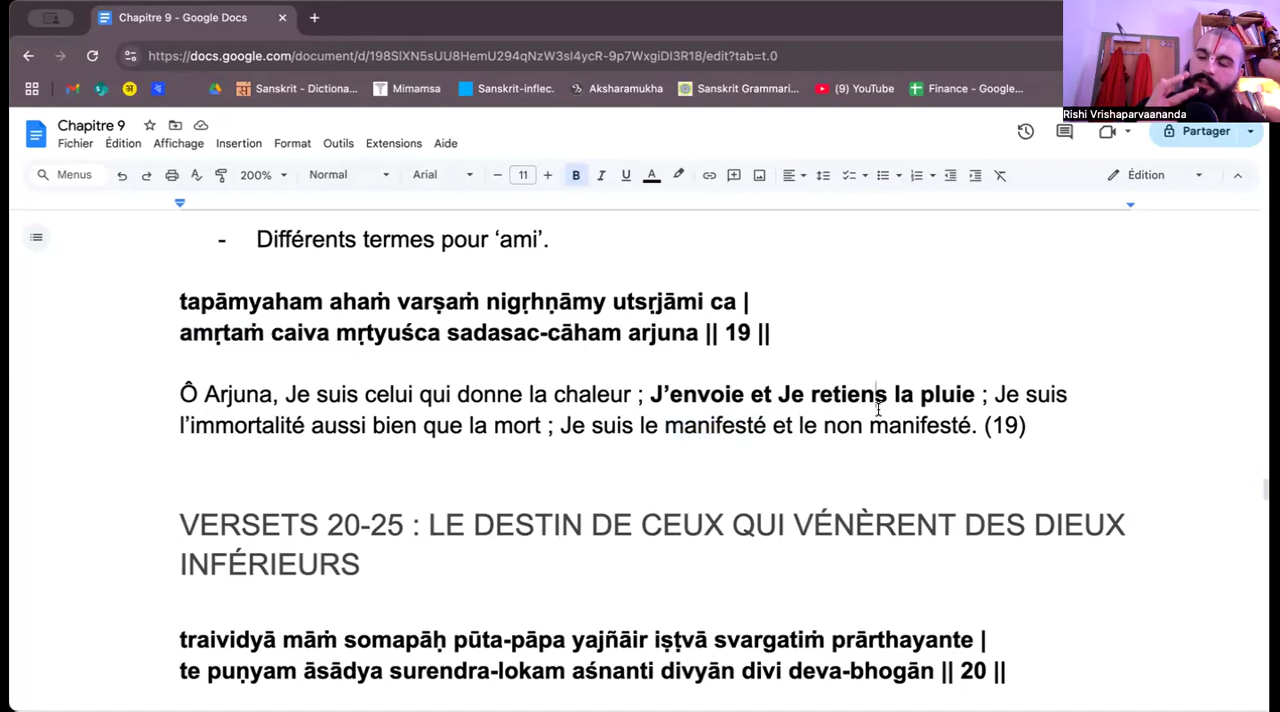 Chapitre 9 - Google Docs
https://docs.google.com/document/d/198SlXN5sUU8HemU294qNzW3sl4ycR-9p7WxgiDI3R18/edit?tab=t.0
Sanskrit - Dictiona... Mimamsa Sanskrit-inflec. Aksharamukha Sanskrit Grammari... (9) YouTube Finance – Google...
Rishi Vrishaparvaananda
Chapitre 9
Partager
Fichier Édition Affichage Insertion Format Outils Extensions Aide
Menus 200% Normal Arial 11 B I U A Édition
- Différents termes pour ‘ami’.
tapāmyaham ahaṁ varṣaṁ nigṛhṇāmy utsṛjāmi ca |
amṛtaṁ caiva mṛtyuśca sadasac-cāham arjuna || 19 ||
Ô Arjuna, Je suis celui qui donne la chaleur ; J’envoie et Je retiens la pluie ; Je suis
l’immortalité aussi bien que la mort ; Je suis le manifesté et le non manifesté. (19)
VERSETS 20-25 : LE DESTIN DE CEUX QUI VÉNÈRENT DES DIEUX
INFÉRIEURS
traividyā māṁ somapāḥ pūta-pāpa yajñāir iṣṭvā svargatiṁ prārthayante |
te puṇyam āsādya surendra-lokam aśnanti divyān divi deva-bhogān || 20 ||